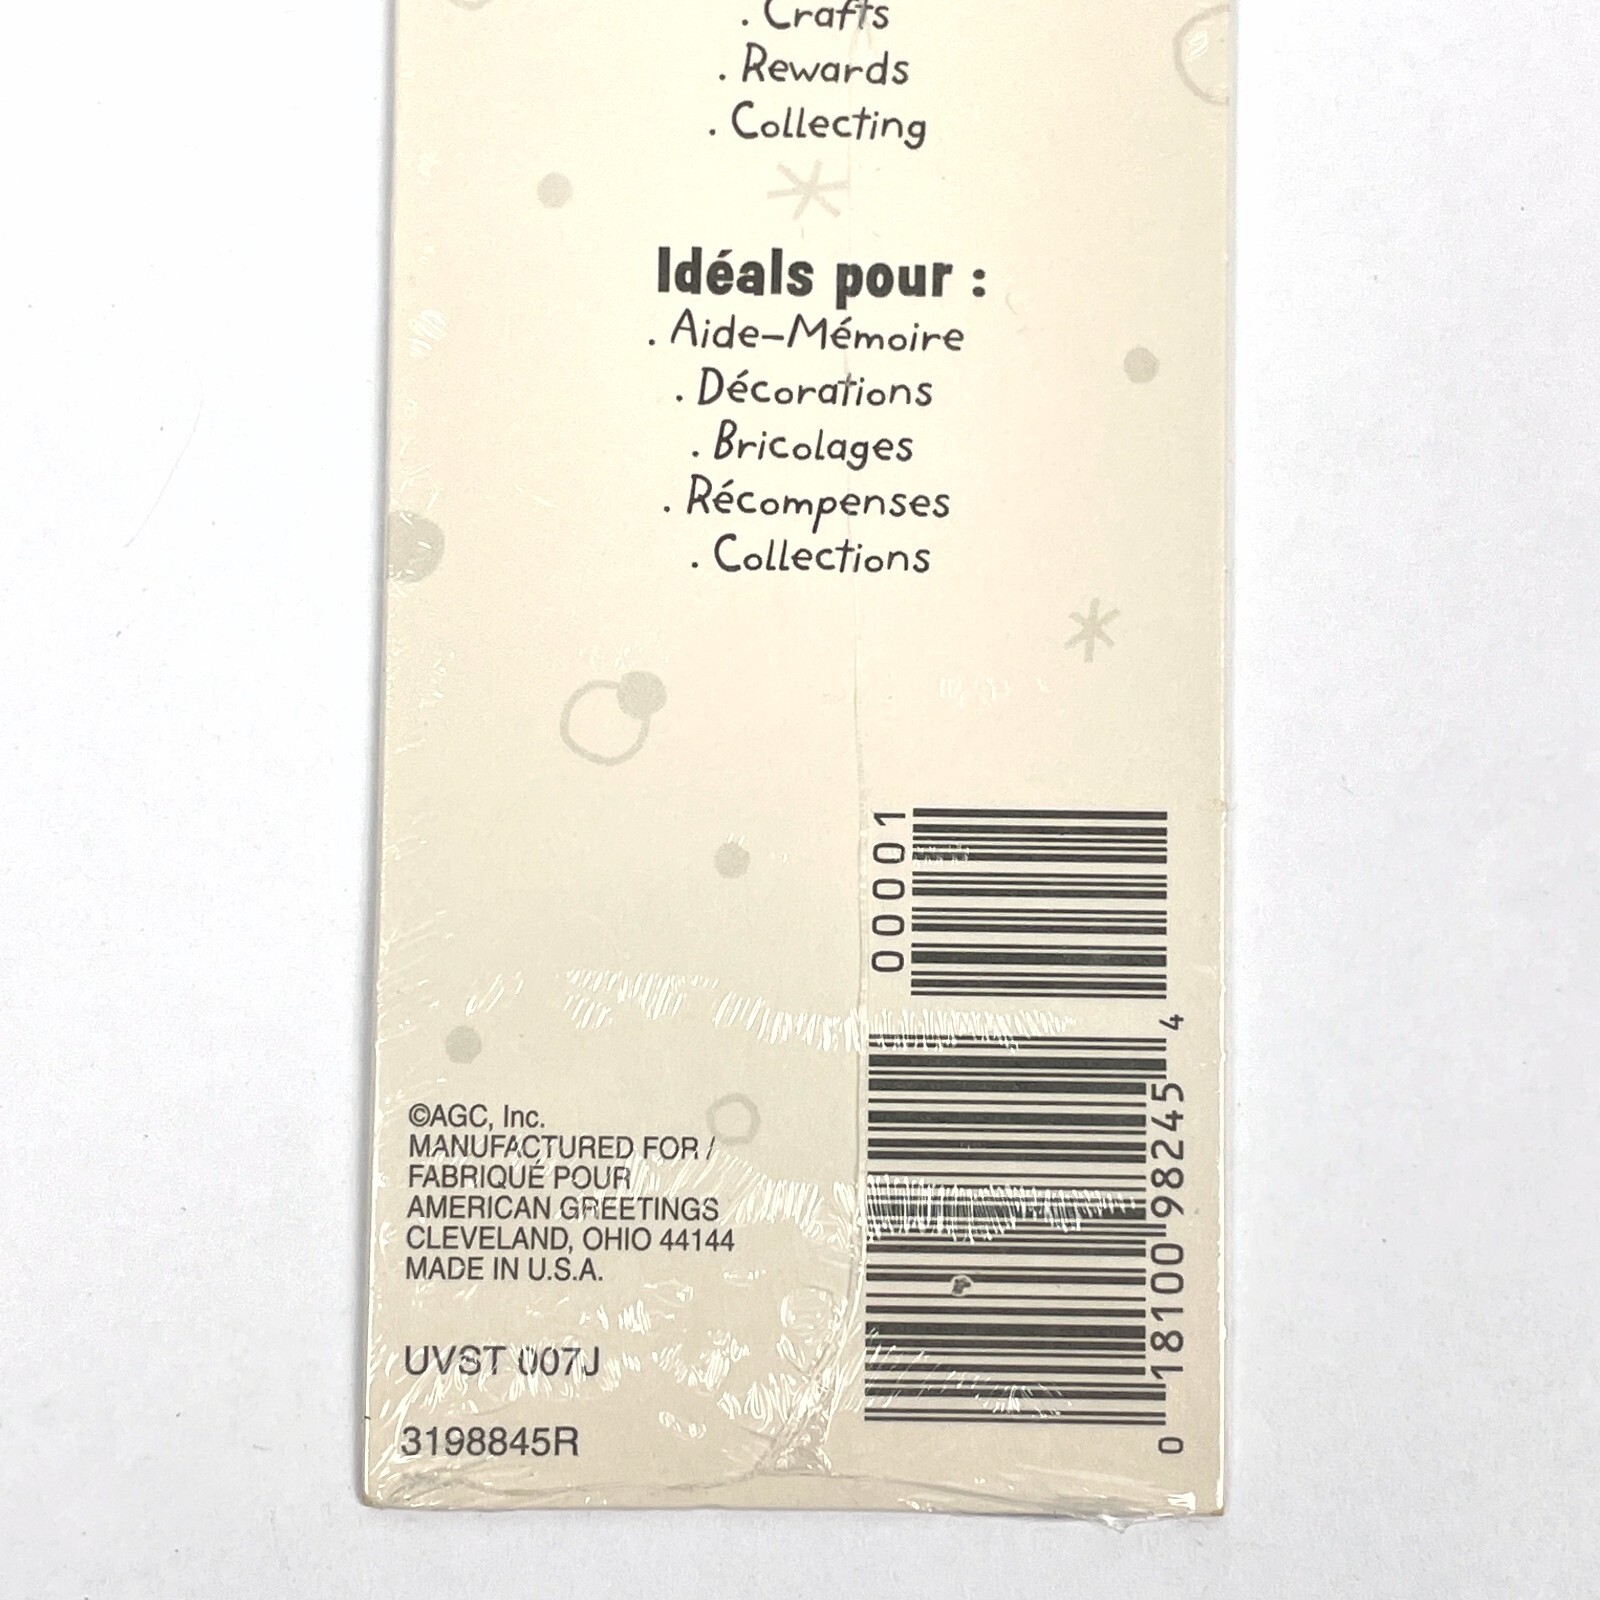 . Crafts
. Rewards
. Collecting
Idéals pour :
. Aide-Mémoire
. Décorations
. Bricolages
. Récompenses
. Collections
00001
0 18100 98245 4
©AGC, Inc.
MANUFACTURED FOR /
FABRIQUÉ POUR
AMERICAN GREETINGS
CLEVELAND, OHIO 44144
MADE IN U.S.A.
UVST 007J
3198845R